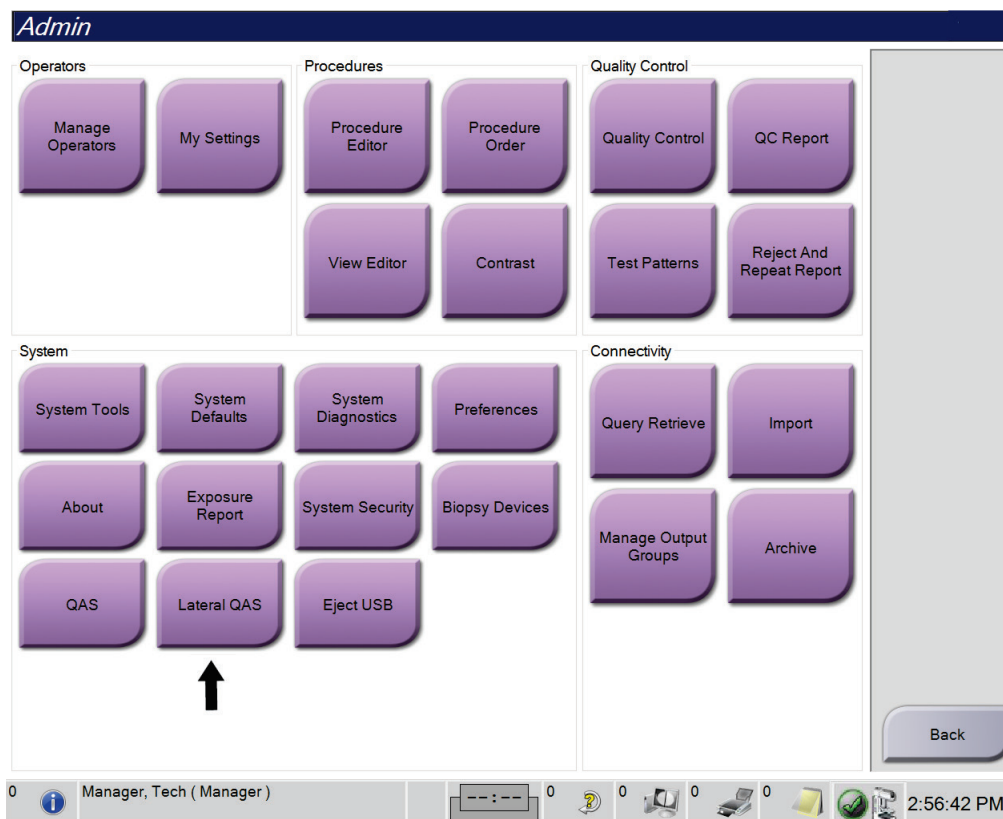 Admin
Operators
Manage
Operators
My Settings
Procedures
Procedure
Editor
Procedure
Order
View Editor
Contrast
Quality Control
Quality Control
QC Report
Test Patterns
Reject And
Repeat Report
System
System Tools
System
Defaults
System
Diagnostics
Preferences
About
Exposure
Report
System Security
Biopsy Devices
QAS
Lateral QAS
Eject USB
Connectivity
Query Retrieve
Import
Manage Output
Groups
Archive
Back
0
Manager, Tech ( Manager )
--:--
0
0
0
0
2:56:42 PM